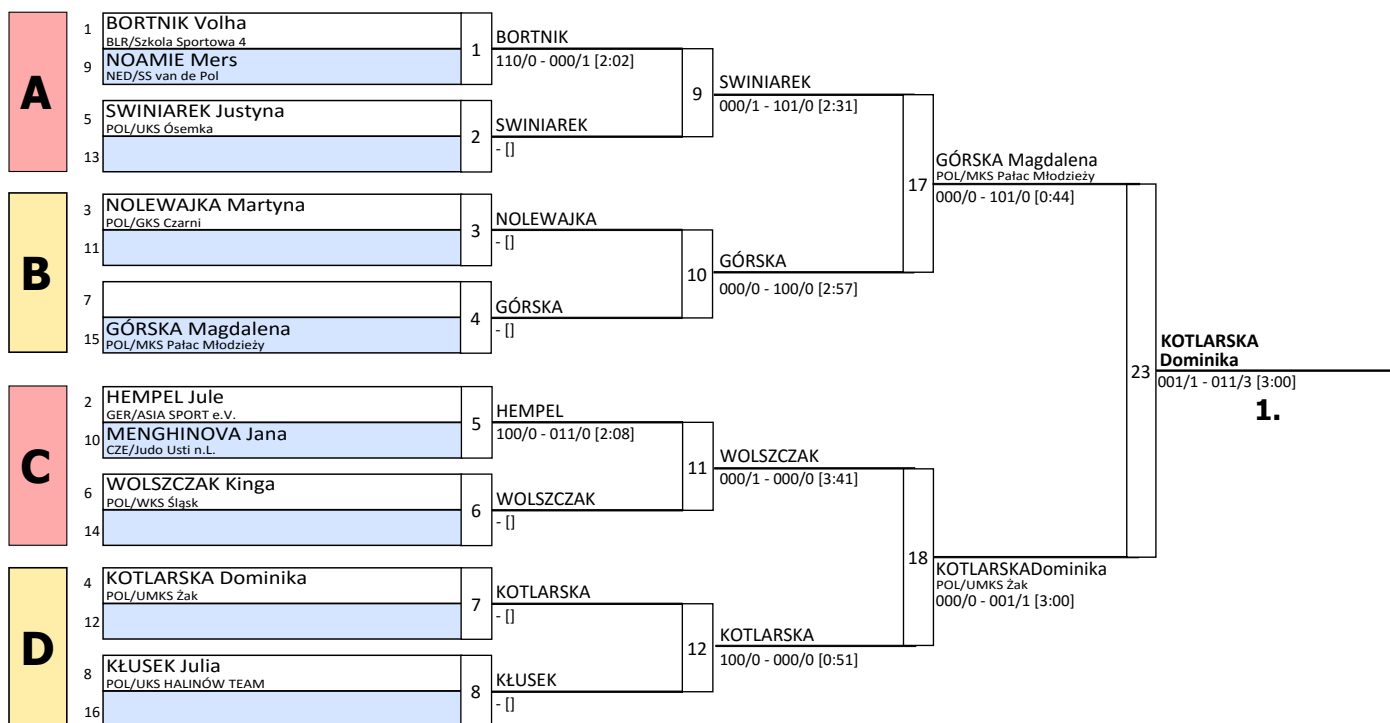 A
1
BORTNIK Volha
BLR/Szkola Sportowa 4
9
NOAMIE Mers
NED/SS van de Pol
1
BORTNIK
110/0 - 000/1 [2:02]
5
SWINIAREK Justyna
POL/UKS Ósemka
13
2
SWINIAREK
- []
9
SWINIAREK
000/1 - 101/0 [2:31]
B
3
NOLEWAJKA Martyna
POL/GKS Czarni
11
3
NOLEWAJKA
- []
7
15
GÓRSKA Magdalena
POL/MKS Pałac Młodzieży
4
GÓRSKA
- []
10
GÓRSKA
000/0 - 100/0 [2:57]
17
GÓRSKA Magdalena
POL/MKS Pałac Młodzieży
000/0 - 101/0 [0:44]
C
2
HEMPEL Jule
GER/ASIA SPORT e.V.
10
MENGHINOVA Jana
CZE/Judo Usti n.L.
5
HEMPEL
100/0 - 011/0 [2:08]
6
WOLSZCZAK Kinga
POL/WKS Śląsk
14
6
WOLSZCZAK
- []
11
WOLSZCZAK
000/1 - 000/0 [3:41]
D
4
KOTLARSKA Dominika
POL/UMKS Żak
12
7
KOTLARSKA
- []
8
KŁUSEK Julia
POL/UKS HALINÓW TEAM
16
8
KŁUSEK
- []
12
KOTLARSKA
100/0 - 000/0 [0:51]
18
KOTLARSKADominika
POL/UMKS Żak
000/0 - 001/1 [3:00]
23
KOTLARSKA
Dominika
001/1 - 011/3 [3:00]
1.